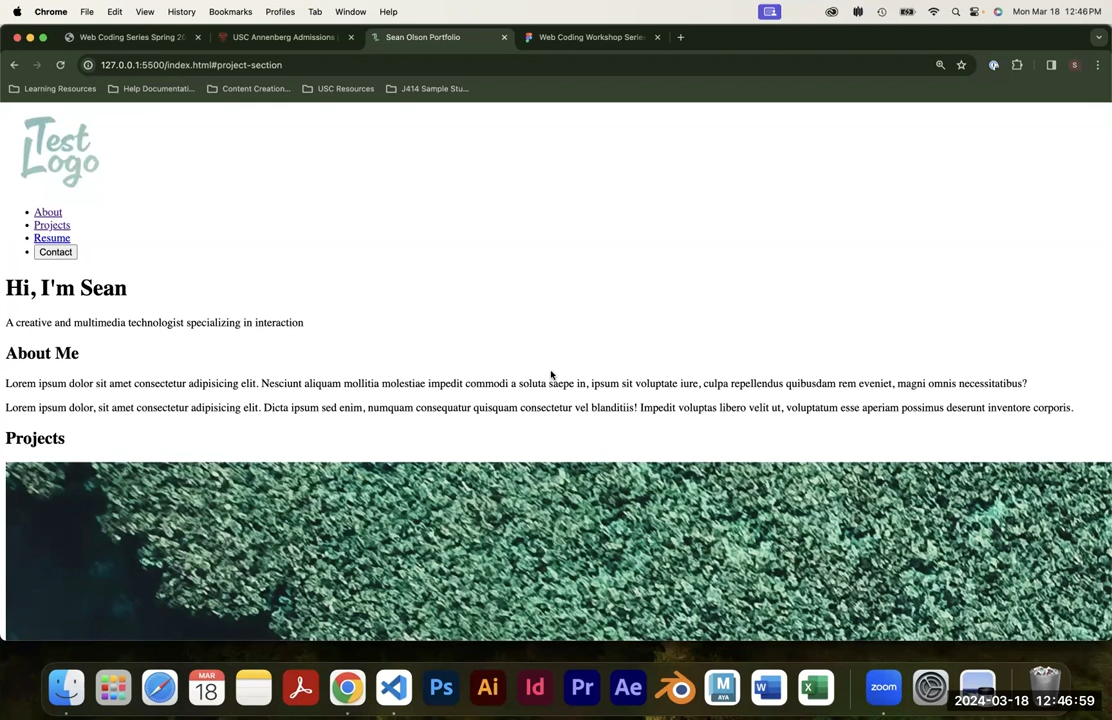 Chrome File Edit View History Bookmarks Profiles Tab Window Help Mon Mar 18 12:46 PM
Web Coding Series Spring 20 USC Annenberg Admissions Sean Olson Portfolio Web Coding Workshop Serie
127.0.0.1:5500/index.html#project-section S
Learning Resources Help Documentati... Content Creation... USC Resources J414 Sample Stu...
Test
Logo
About
Projects
Resume
Contact
Hi, I'm Sean
A creative and multimedia technologist specializing in interaction
About Me
Lorem ipsum dolor sit amet consectetur adipisicing elit. Nesciunt aliquam mollitia molestiae impedit commodi a soluta saepe in, ipsum sit voluptate iure, culpa repellendus quibusdam rem eveniet, magni omnis necessitatibus?
Lorem ipsum dolor, sit amet consectetur adipisicing elit. Dicta ipsum sed enim, numquam consequatur quisquam consectetur vel blanditiis! Impedit voluptas libero velit ut, voluptatum esse aperiam possimus deserunt inventore corporis.
Projects
MAR
18 Ps Ai Id Pr Ae M W X zoom
MAYA
2024-03-18 12:46:59